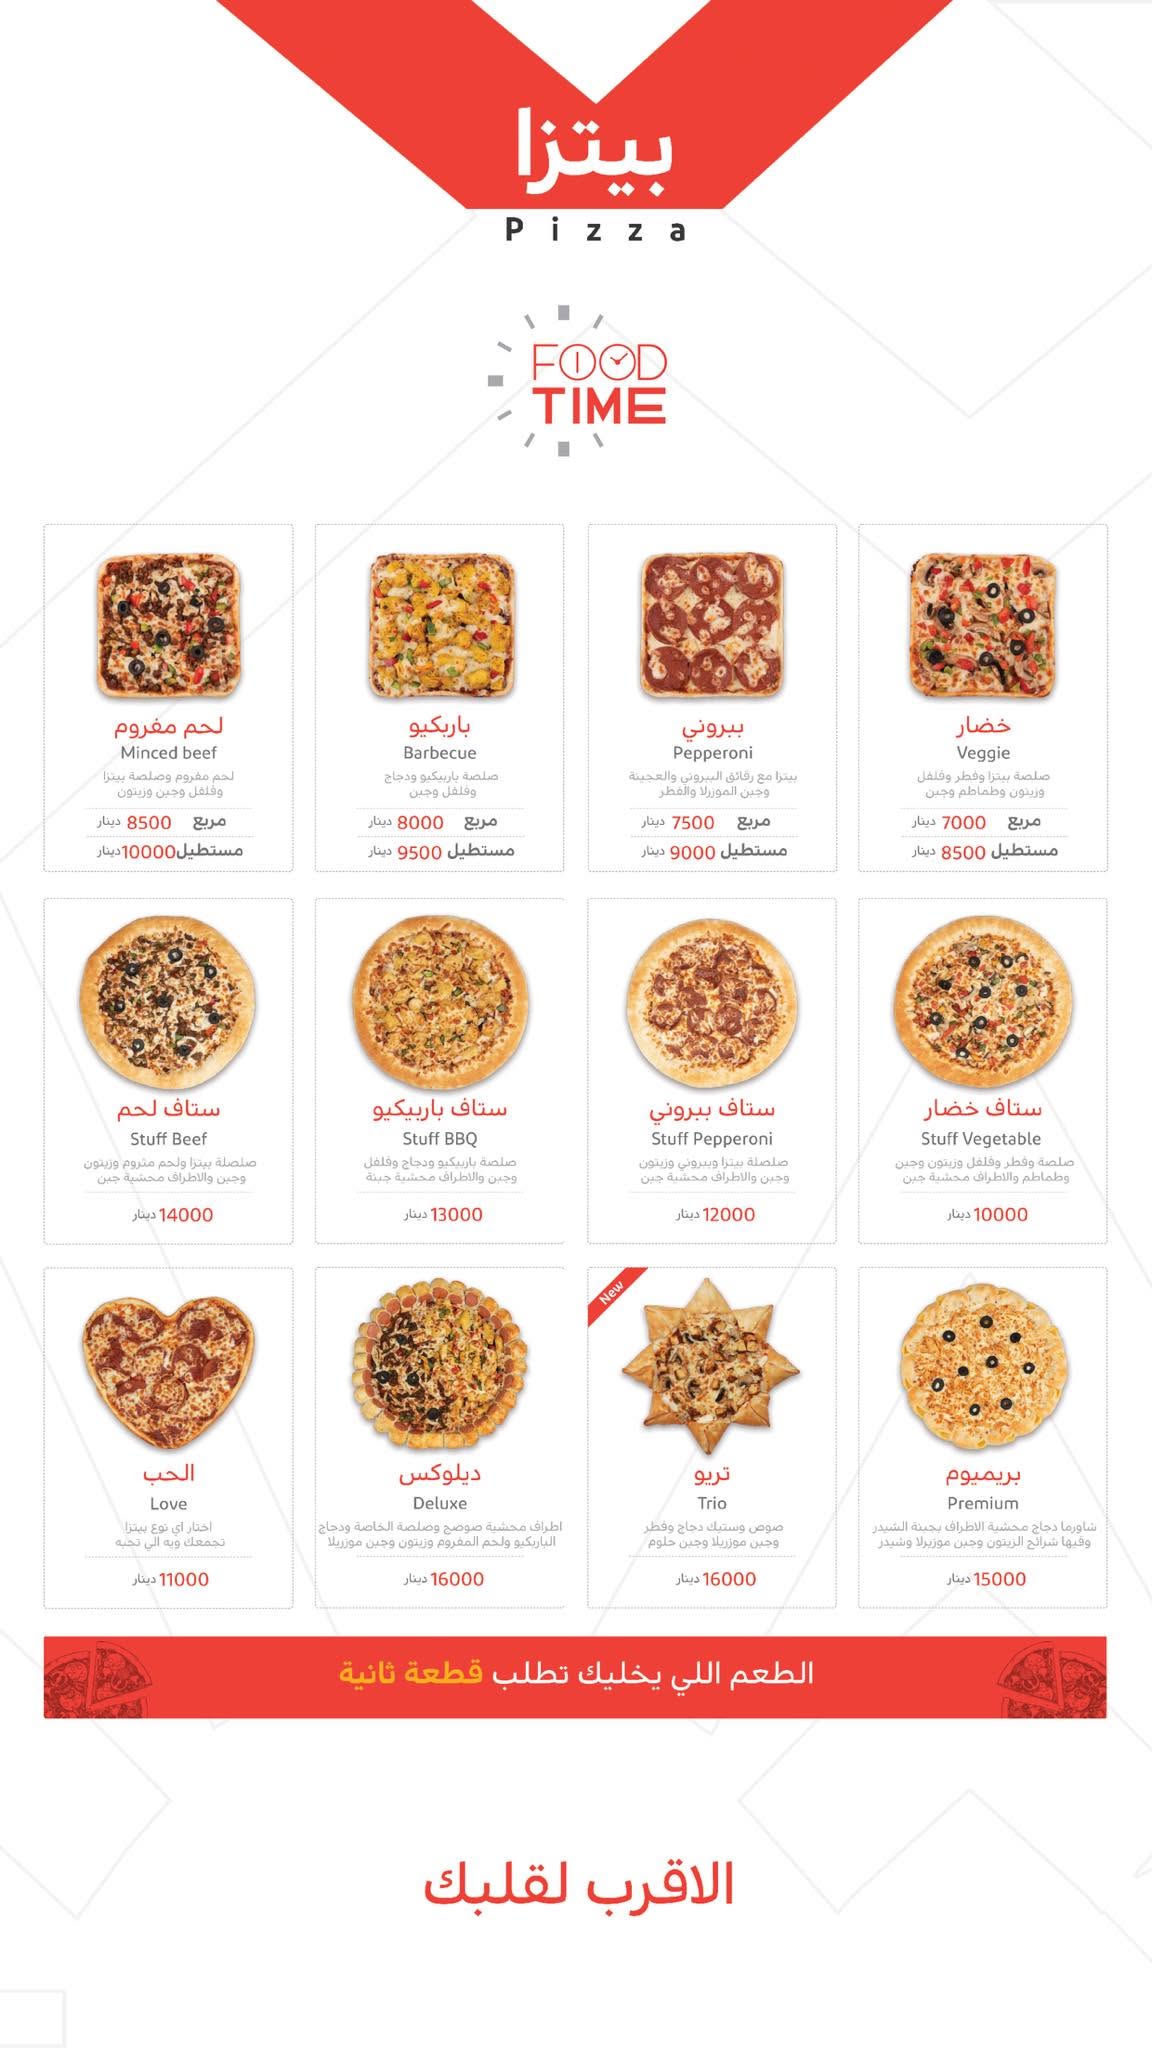 بيتزا
Pizza
FOOD
TIME
خضار
Veggie
صلصة بيتزا وفطر وفلفل
وزيتون وطماطم وجبن
مربع 7000 دينار
مستطيل 8500 دينار
ببروني
Pepperoni
بيتزا مع رقائق الببروني والعجينة
وجبن الموزرلا والفطر
مربع 7500 دينار
مستطيل 9000 دينار
باربكيو
Barbecue
صلصة باربيكيو ودجاج
وفلفل وجبن
مربع 8000 دينار
مستطيل 9500 دينار
لحم مفروم
Minced beef
لحم مفروم وصلصة بيتزا
وفلفل وجبن وزيتون
مربع 8500 دينار
مستطيل 10000 دينار
ستاف خضار
Stuff Vegetable
صلصة وفطر وفلفل وزيتون وجبن
وطماطم والاطراف محشية جبن
10000 دينار
ستاف ببروني
Stuff Pepperoni
صلصلة بيتزا وببروني وزيتون
وجبن والاطراف محشية جبن
12000 دينار
ستاف باربيكيو
Stuff BBQ
صلصة باربيكيو ودجاج وفلفل
وجبن والاطراف محشية جبنة
13000 دينار
ستاف لحم
Stuff Beef
صلصلة بيتزا ولحم مثروم وزيتون
وجبن والاطراف محشية جبن
14000 دينار
بريميوم
Premium
شاورما دجاج محشية الاطراف بجبنة الشيدر
وفيها شرائح الزيتون وجبن موزيرلا وشيدر
15000 دينار
New
تريو
Trio
صوص وستيك دجاج وفطر
وجبن موزريلا وجبن حلوم
16000 دينار
ديلوكس
Deluxe
اطراف محشية صوصج وصلصة الخاصة ودجاج
الباربكيو ولحم المفروم وزيتون وجبن موزريلا
16000 دينار
الحب
Love
اختار اي نوع بيتزا
تجمعك ويه الي تحبه
11000 دينار
الطعم اللي يخليك تطلب قطعة ثانية
الاقرب لقلبك